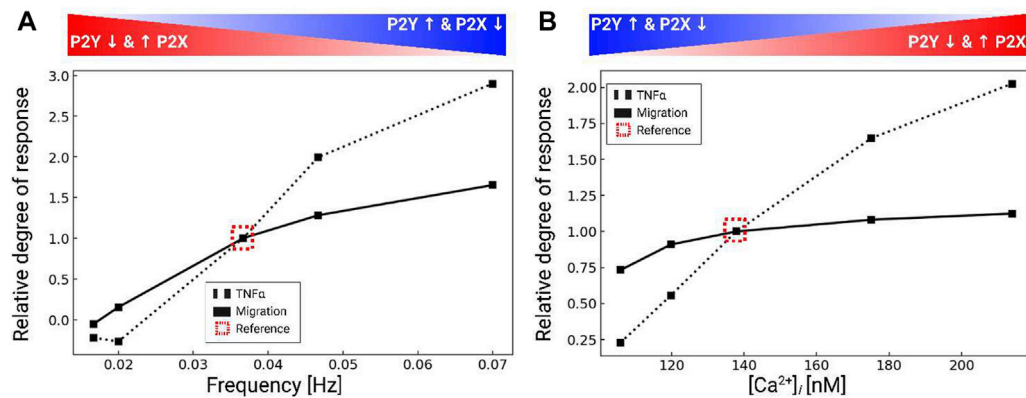 A
P2Y ↓ & ↑ P2X
P2Y ↑ & P2X ↓
Relative degree of response
3.0
2.5
2.0
1.5
1.0
0.5
0.0
TNFα
Migration
Reference
0.02
0.03
0.04
0.05
0.06
0.07
Frequency [Hz]
B
P2Y ↑ & P2X ↓
P2Y ↓ & ↑ P2X
Relative degree of response
2.00
1.75
1.50
1.25
1.00
0.75
0.50
0.25
TNFα
Migration
Reference
120
140
160
180
200
[Ca²⁺]ᵢ [nM]